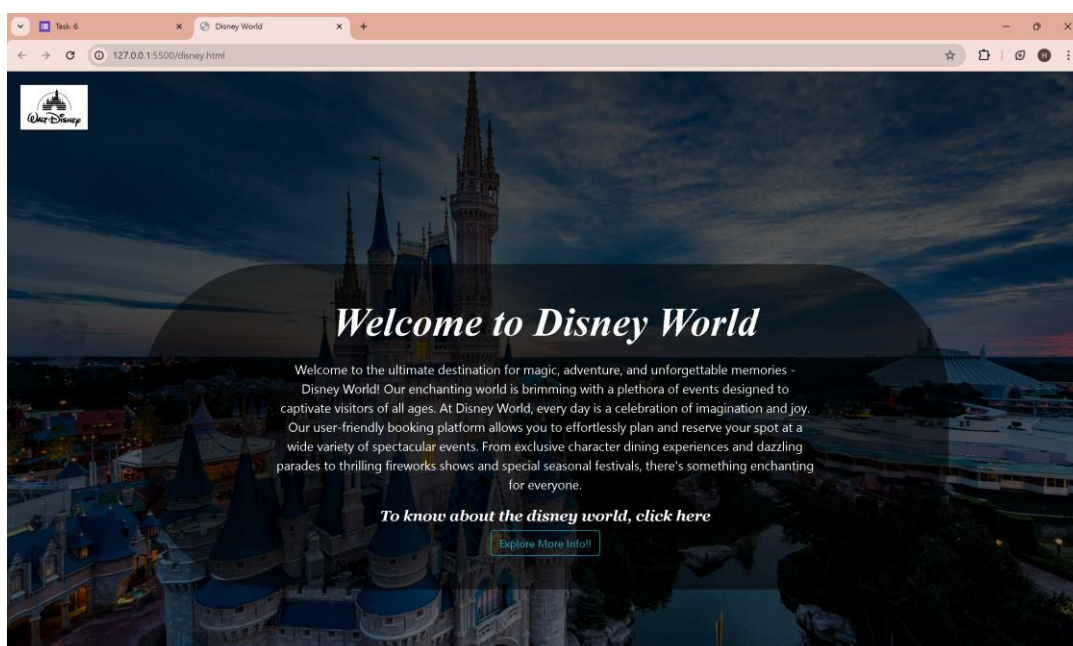 Task-6
Disney World
127.0.0.1:5500/disney.html
H
WALT DISNEY
Welcome to Disney World
Welcome to the ultimate destination for magic, adventure, and unforgettable memories -
Disney World! Our enchanting world is brimming with a plethora of events designed to
captivate visitors of all ages. At Disney World, every day is a celebration of imagination and joy.
Our user-friendly booking platform allows you to effortlessly plan and reserve your spot at a
wide variety of spectacular events. From exclusive character dining experiences and dazzling
parades to thrilling fireworks shows and special seasonal festivals, there's something enchanting
for everyone.
To know about the disney world, click here
Explore More Info!!